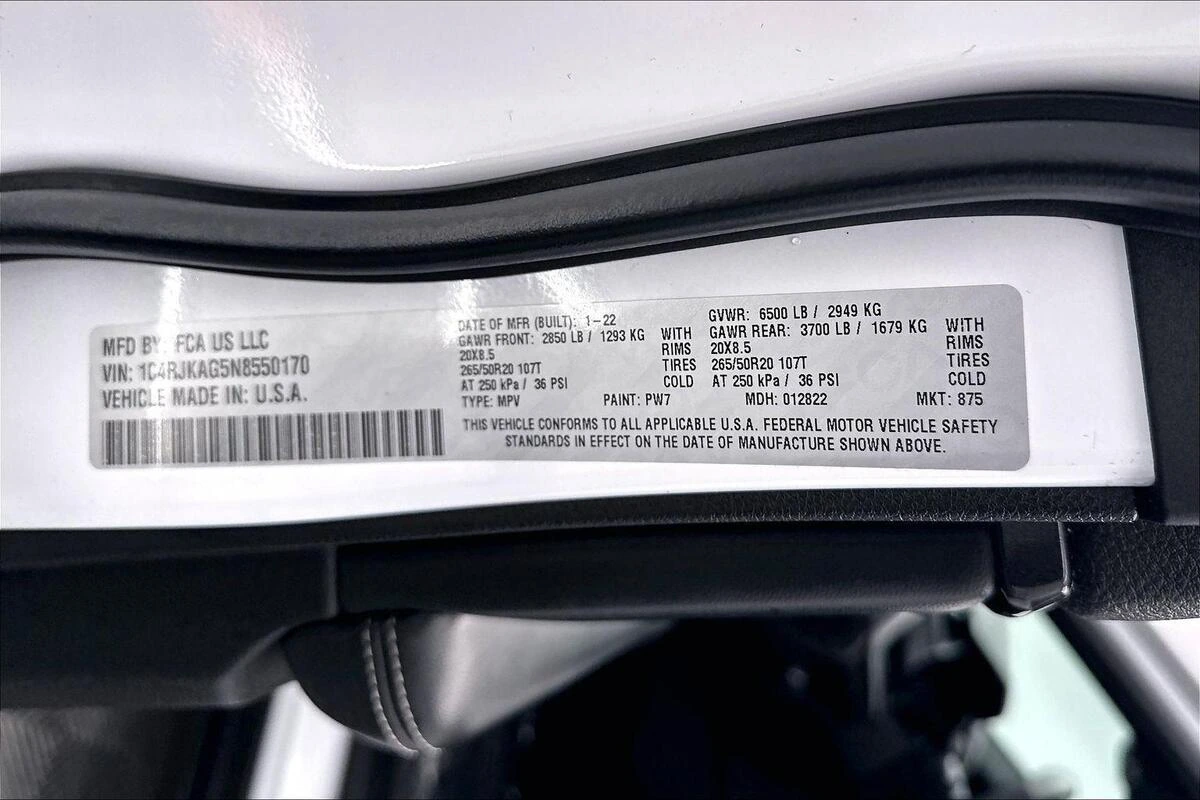 MFD BY: FCA US LLC
VIN: 1C4RJKAG5N8550170
VEHICLE MADE IN: U.S.A.
DATE OF MFR (BUILT): 1-22
GAWR FRONT: 2850 LB / 1293 KG WITH
20X8.5 RIMS
265/50R20 107T TIRES
AT 250 kPa / 36 PSI COLD
GVWR: 6500 LB / 2949 KG
GAWR REAR: 3700 LB / 1679 KG WITH
20X8.5 RIMS
265/50R20 107T TIRES
AT 250 kPa / 36 PSI COLD
TYPE: MPV PAINT: PW7 MDH: 012822 MKT: 875
THIS VEHICLE CONFORMS TO ALL APPLICABLE U.S.A. FEDERAL MOTOR VEHICLE SAFETY
STANDARDS IN EFFECT ON THE DATE OF MANUFACTURE SHOWN ABOVE.